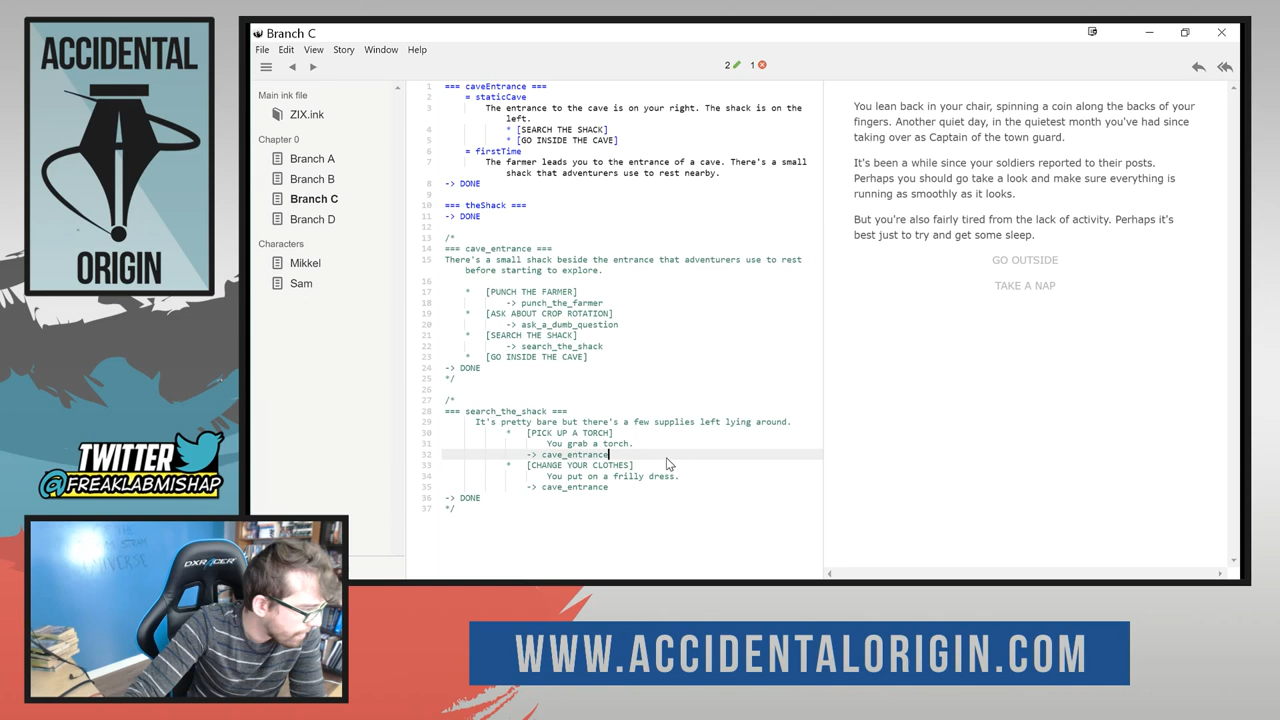 ACCIDENTAL
ORIGIN
TWITTER
@FREAKLABMISHAP
Branch C
File Edit View Story Window Help
2 1
Main ink file
ZIX.ink
Chapter 0
Branch A
Branch B
Branch C
Branch D
Characters
Mikkel
Sam
1 === caveEntrance ===
2 = staticCave
3 The entrance to the cave is on your right. The shack is on the
left.
4 * [SEARCH THE SHACK]
5 * [GO INSIDE THE CAVE]
6 = firstTime
7 The farmer leads you to the entrance of a cave. There's a small
shack that adventurers use to rest nearby.
8 -> DONE
9
10 === theShack ===
11 -> DONE
12
13 /*
14 === cave_entrance ===
15 There's a small shack beside the entrance that adventurers use to rest
before starting to explore.
16
17 * [PUNCH THE FARMER]
18 -> punch_the_farmer
19 * [ASK ABOUT CROP ROTATION]
20 -> ask_a_dumb_question
21 * [SEARCH THE SHACK]
22 -> search_the_shack
23 * [GO INSIDE THE CAVE]
24 -> DONE
25 */
26
27 /*
28 === search_the_shack ===
29 It's pretty bare but there's a few supplies left lying around.
30 * [PICK UP A TORCH]
31 You grab a torch.
32 -> cave_entrance
33 * [CHANGE YOUR CLOTHES]
34 You put on a frilly dress.
35 -> cave_entrance
36 -> DONE
37 */
You lean back in your chair, spinning a coin along the backs of your
fingers. Another quiet day, in the quietest month you've had since
taking over as Captain of the town guard.
It's been a while since your soldiers reported to their posts.
Perhaps you should go take a look and make sure everything is
running as smoothly as it looks.
But you're also fairly tired from the lack of activity. Perhaps it's
best just to try and get some sleep.
GO OUTSIDE
TAKE A NAP
DXRACER
WWW.ACCIDENTALORIGIN.COM